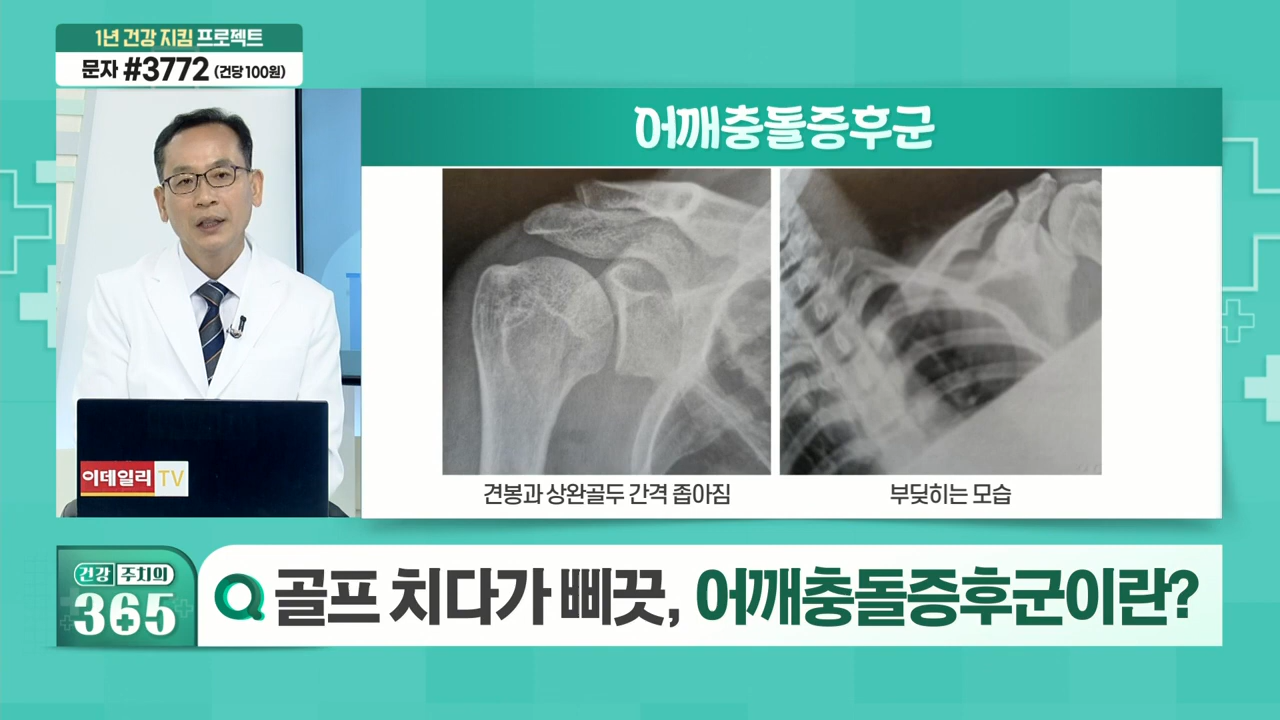 1년 건강 지킴 프로젝트
문자 #3772 (건당 100원)
어깨충돌증후군
견봉과 상완골두 간격 좁아짐
부딪히는 모습
이데일리 TV
건강 주치의
365
Q 골프 치다가 삐끗, 어깨충돌증후군이란?